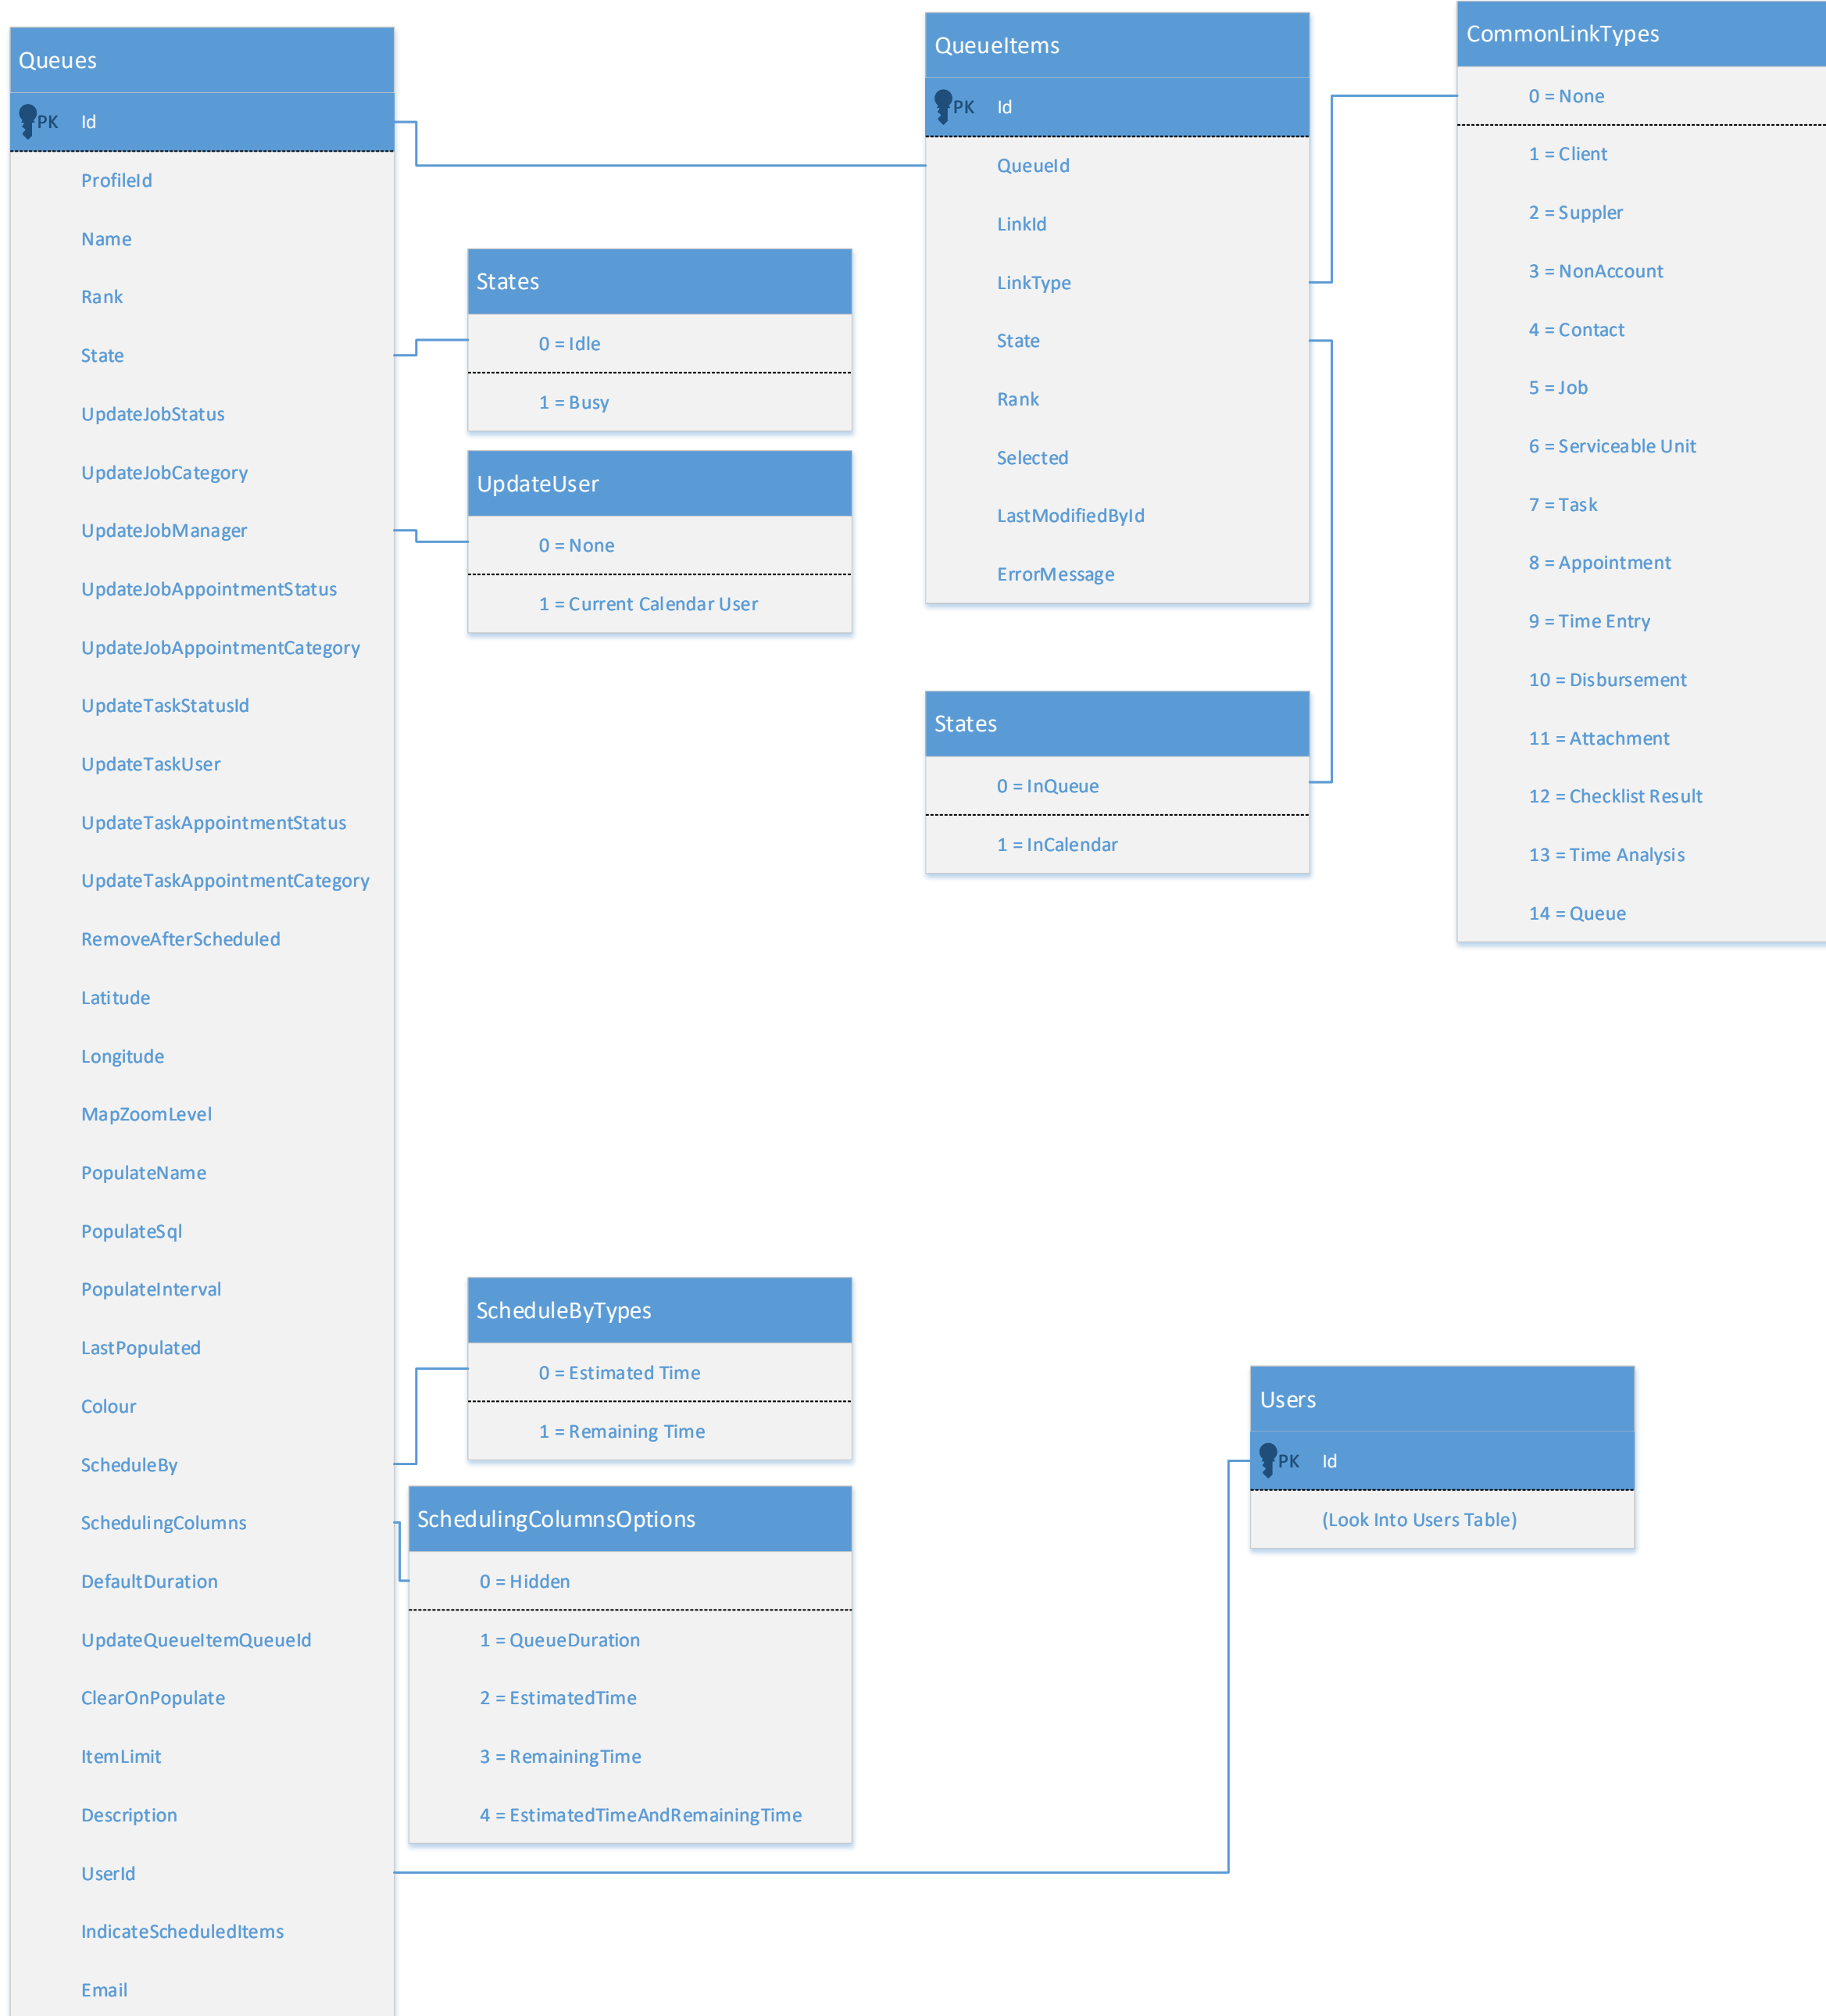 Queues
PK Id
ProfileId
Name
Rank
State
UpdateJobStatus
UpdateJobCategory
UpdateJobManager
UpdateJobAppointmentStatus
UpdateJobAppointmentCategory
UpdateTaskStatusId
UpdateTaskUser
UpdateTaskAppointmentStatus
UpdateTaskAppointmentCategory
RemoveAfterScheduled
Latitude
Longitude
MapZoomLevel
PopulateName
PopulateSql
PopulateInterval
LastPopulated
Colour
ScheduleBy
SchedulingColumns
DefaultDuration
UpdateQueueItemQueueId
ClearOnPopulate
ItemLimit
Description
UserId
IndicateScheduledItems
Email
States
0 = Idle
1 = Busy
UpdateUser
0 = None
1 = Current Calendar User
ScheduleByTypes
0 = Estimated Time
1 = Remaining Time
SchedulingColumnsOptions
0 = Hidden
1 = QueueDuration
2 = EstimatedTime
3 = RemainingTime
4 = EstimatedTimeAndRemainingTime
QueueItems
PK Id
QueueId
LinkId
LinkType
State
Rank
Selected
LastModifiedById
ErrorMessage
States
0 = InQueue
1 = InCalendar
Users
PK Id
(Look Into Users Table)
CommonLinkTypes
0 = None
1 = Client
2 = Suppler
3 = NonAccount
4 = Contact
5 = Job
6 = Serviceable Unit
7 = Task
8 = Appointment
9 = Time Entry
10 = Disbursement
11 = Attachment
12 = Checklist Result
13 = Time Analysis
14 = Queue